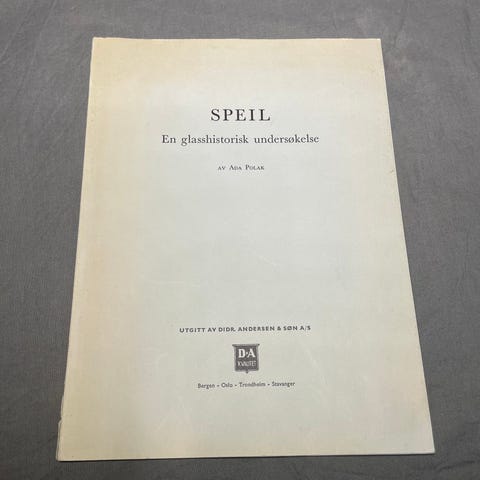 SPEIL
En glasshistorisk undersøkelse
AV ADA POLAK
UTGITT AV DIDR. ANDERSEN & SØN A/S
D·A
KVALITET
Bergen - Oslo - Trondheim - Stavanger